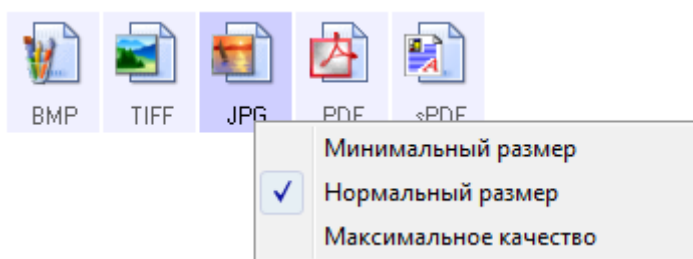 BMP TIFF JPG PDF sPDF
Минимальный размер
Нормальный размер
Максимальное качество